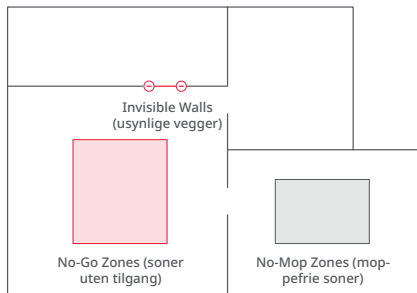 Invisible Walls
(usynlige vegger)
No-Go Zones (soner
uten tilgang)
No-Mop Zones (mop-
pefrie soner)